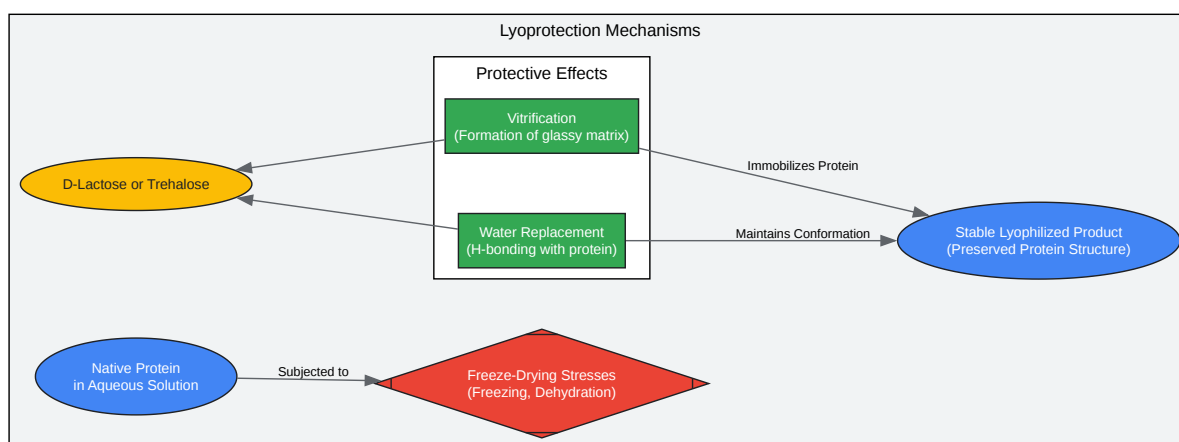 Lyoprotection Mechanisms
Protective Effects
Vitrification
(Formation of glassy matrix)
Immobilizes Protein
D-Lactose or Trehalose
Water Replacement
(H-bonding with protein)
Maintains Conformation
Stable Lyophilized Product
(Preserved Protein Structure)
Native Protein
in Aqueous Solution
Subjected to
Freeze-Drying Stresses
(Freezing, Dehydration)